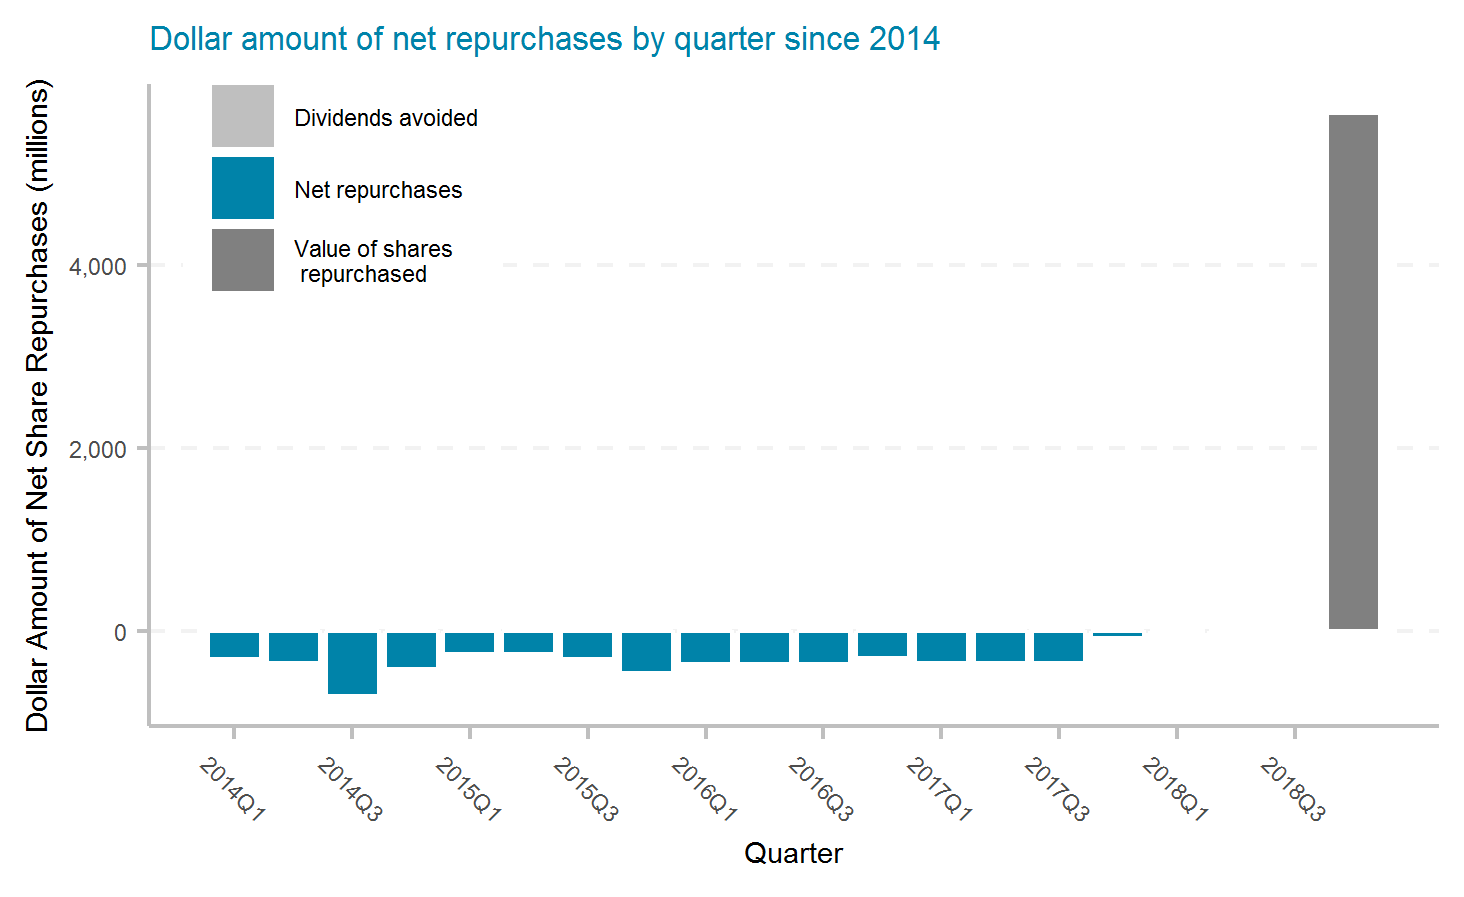 Dollar amount of net repurchases by quarter since 2014
Dollar Amount of Net Share Repurchases (millions)
Dividends avoided
Net repurchases
Value of shares
repurchased
4,000
2,000
0
2014Q1
2014Q3
2015Q1
2015Q3
2016Q1
2016Q3
2017Q1
2017Q3
2018Q1
2018Q3
Quarter